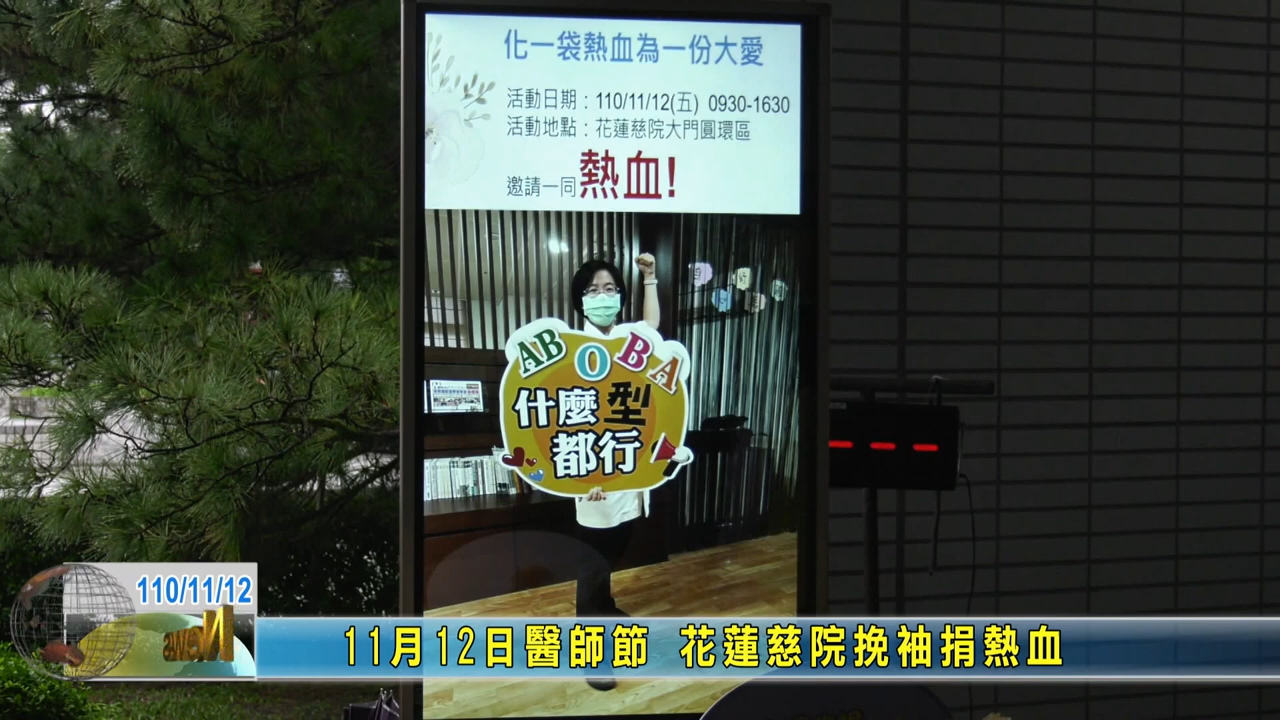 化一袋熱血為一份大愛
活動日期：110/11/12(五) 0930-1630
活動地點：花蓮慈院大門圓環區
邀請一同熱血!
AB O B A
什麼型
都行
110/11/12
News
11月12日醫師節 花蓮慈院挽袖捐熱血